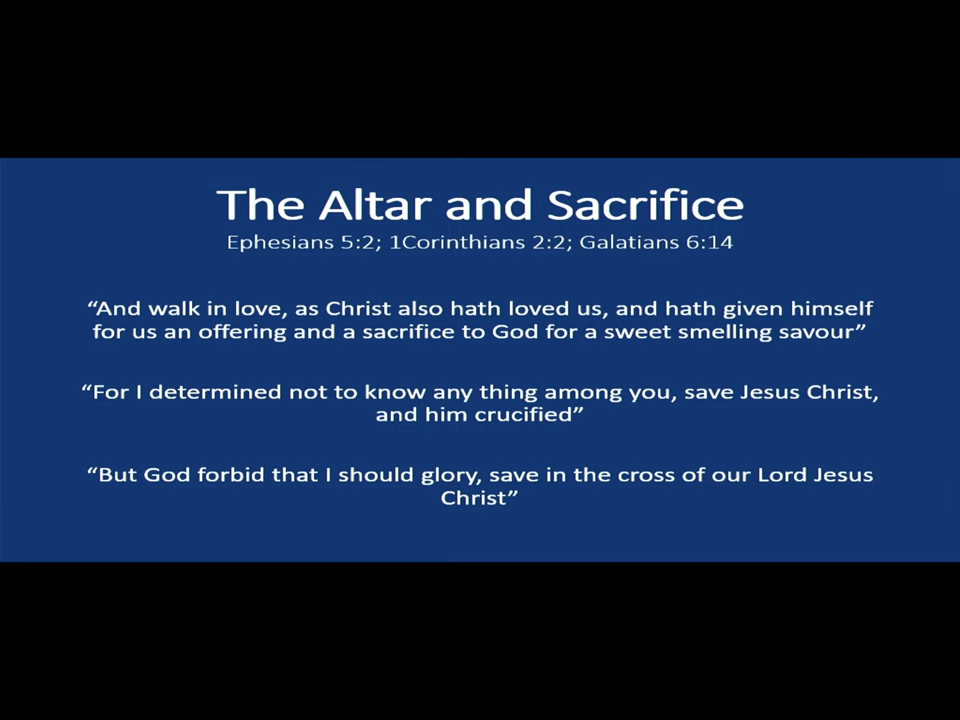 The Altar and Sacrifice
Ephesians 5:2; 1Corinthians 2:2; Galatians 6:14
“And walk in love, as Christ also hath loved us, and hath given himself
for us an offering and a sacrifice to God for a sweet smelling savour”
“For I determined not to know any thing among you, save Jesus Christ,
and him crucified”
“But God forbid that I should glory, save in the cross of our Lord Jesus
Christ”